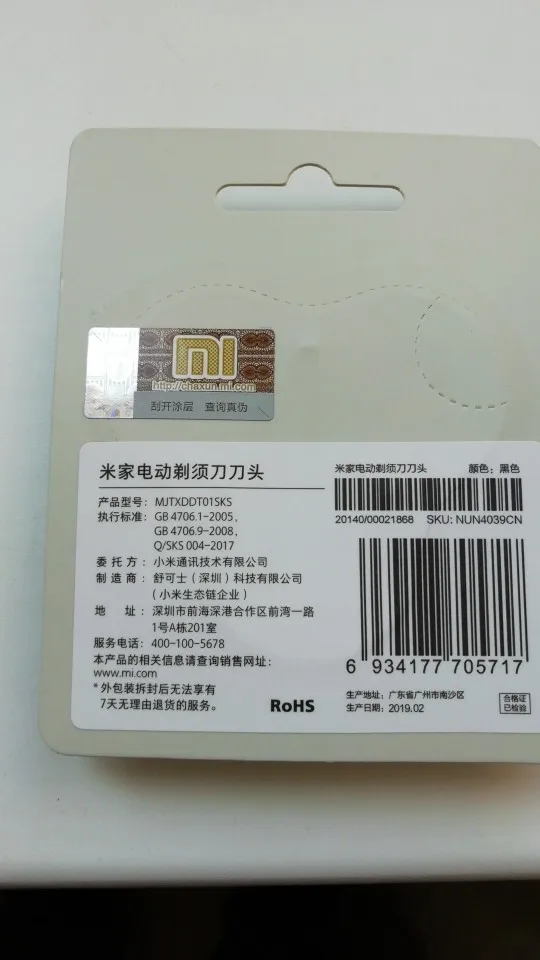 mi
http://chaxun.mi.com
刮开涂层 查询真伪
米家电动剃须刀刀头
产品型号：MJTXDDT01SKS
执行标准：GB 4706.1-2005，
GB 4706.9-2008，
Q/SKS 004-2017
委托方：小米通讯技术有限公司
制造商：舒可士（深圳）科技有限公司
（小米生态链企业）
地址：深圳市前海深港合作区前湾一路
1号A栋201室
服务电话：400-100-5678
本产品的相关信息请查询销售网址：
www.mi.com
*外包装拆封后无法享有
7天无理由退货的服务。
RoHS
米家电动剃须刀刀头 颜色：黑色
20140/00021868 SKU: NUN4039CN
6 934177 705717
生产地址：广东省广州市南沙区
生产日期：2019.02
合格证
已检验